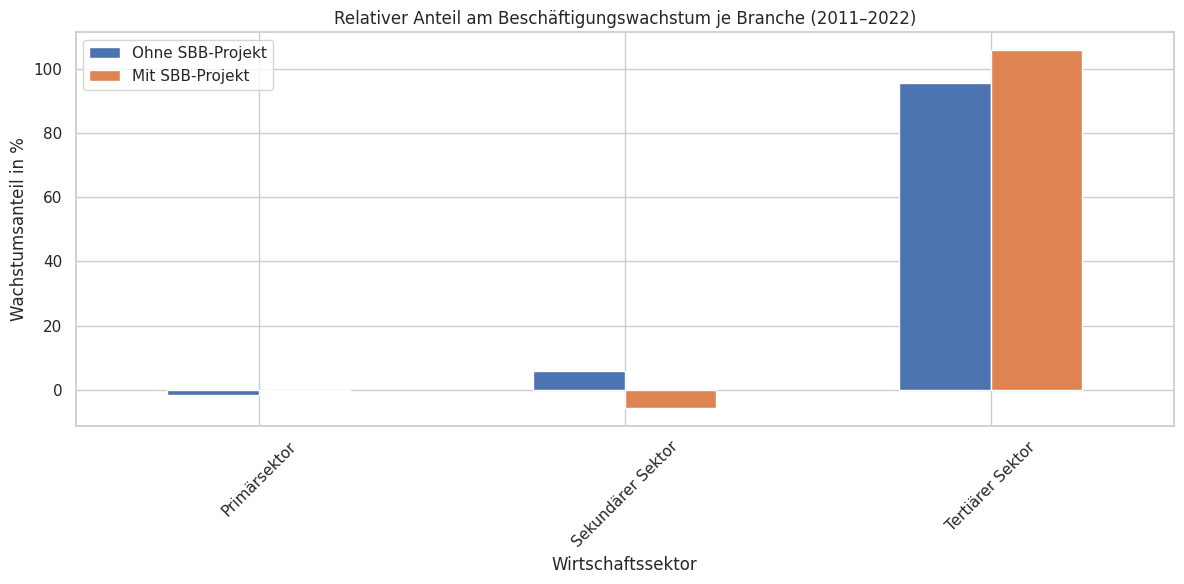 Relativer Anteil am Beschäftigungswachstum je Branche (2011–2022)
Ohne SBB-Projekt
Mit SBB-Projekt
Wachstumsanteil in %
100
80
60
40
20
0
Primärsektor
Sekundärer Sektor
Tertiärer Sektor
Wirtschaftssektor